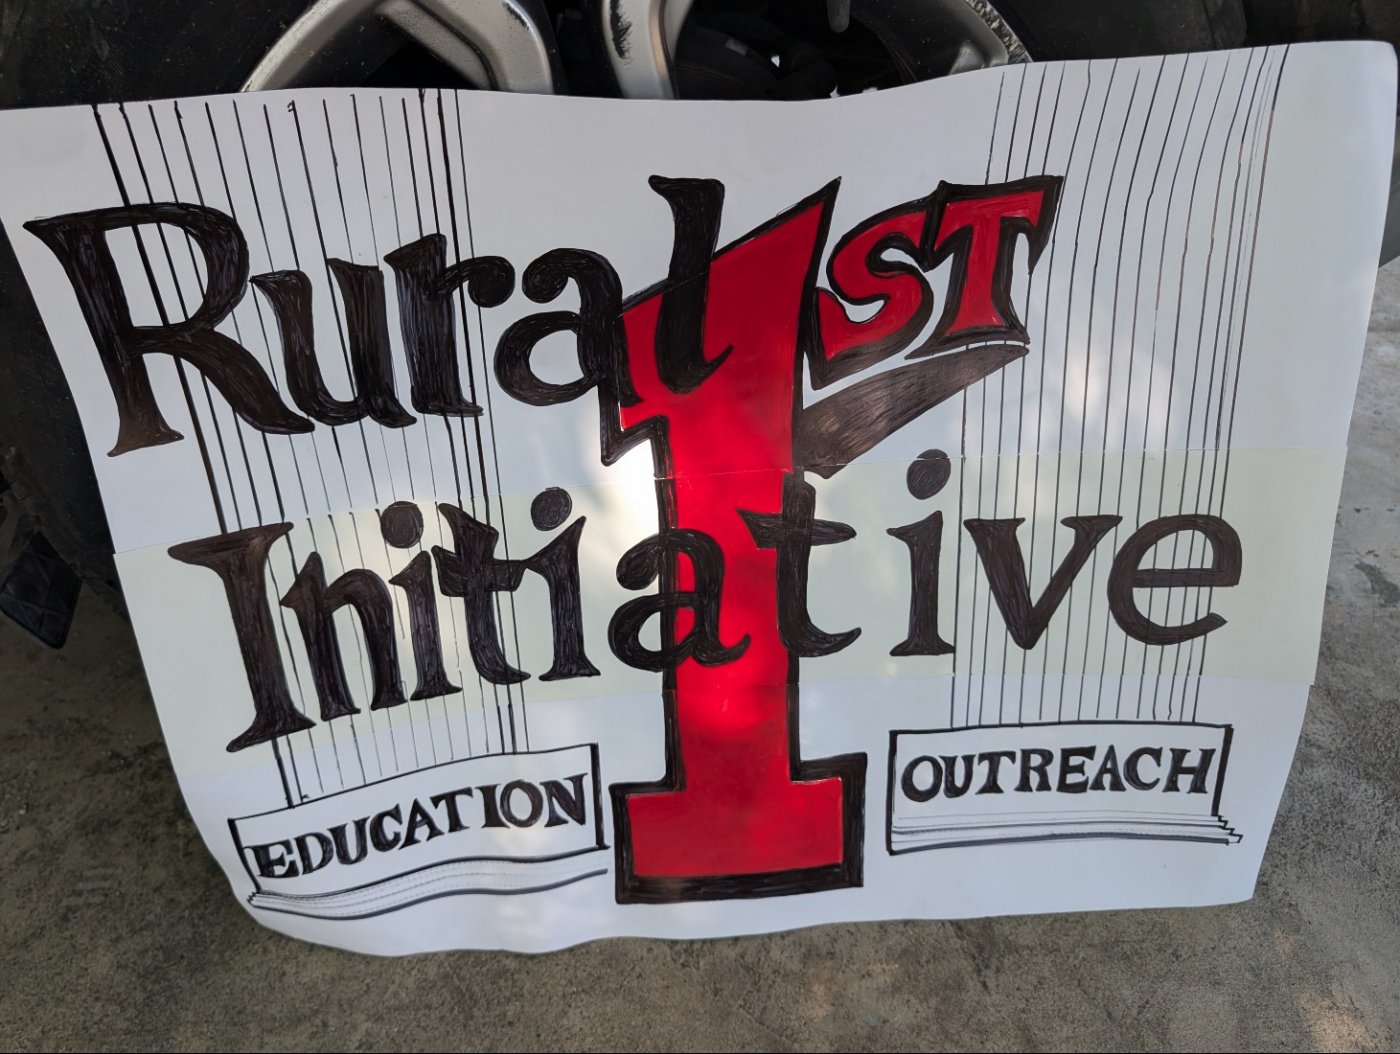 Rural 1ST
Initiative
EDUCATION
OUTREACH